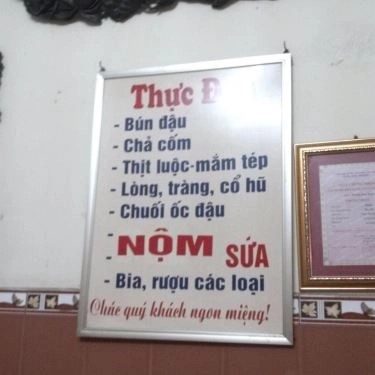 Thực Đ
- Bún đậu
- Chả cốm
- Thịt luộc-mắm tép
- Lòng, tràng, cổ hũ
- Chuối ốc đậu
-
- NỘM SỨA
- Bia, rượu các loại
Chúc quý khách ngon miệng!